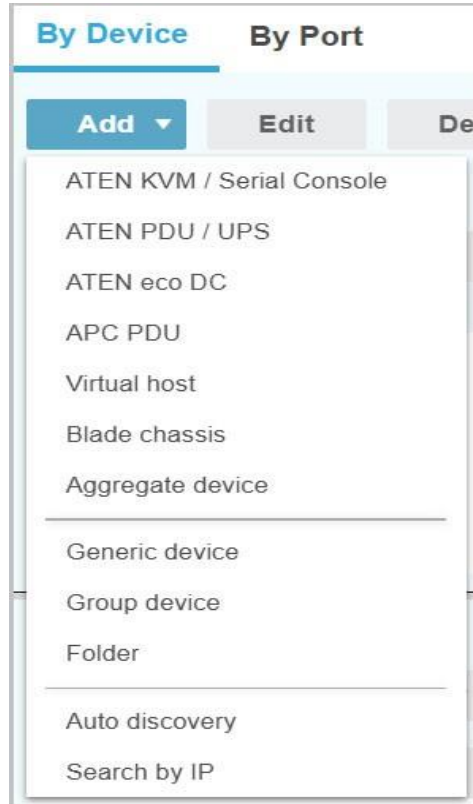 By Device By Port
Add Edit De
ATEN KVM / Serial Console
ATEN PDU / UPS
ATEN eco DC
APC PDU
Virtual host
Blade chassis
Aggregate device
Generic device
Group device
Folder
Auto discovery
Search by IP